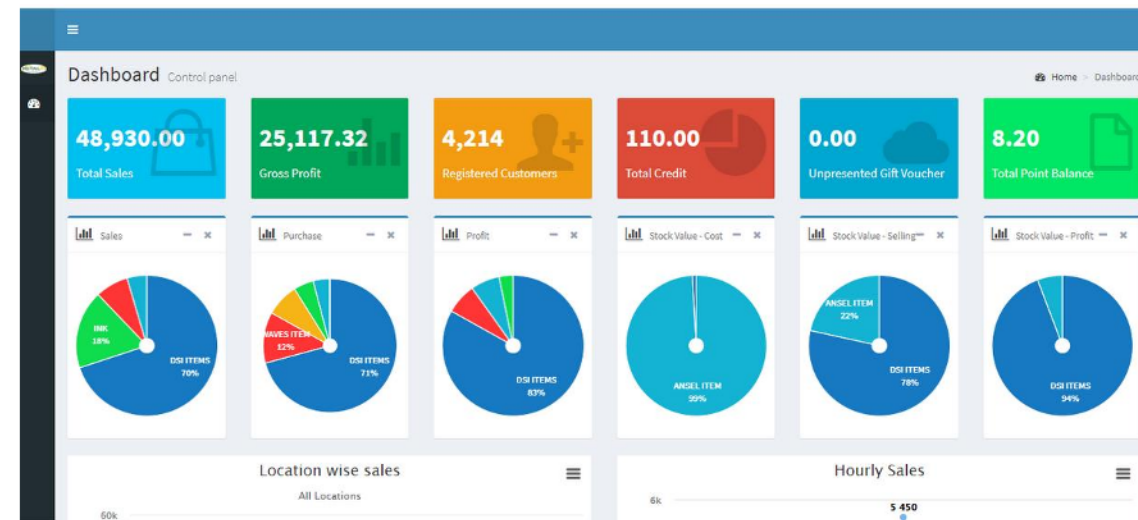 Dashboard Control panel
Home > Dashboard
48,930.00
Total Sales
25,117.32
Gross Profit
4,214
Registered Customers
110.00
Total Credit
0.00
Unpresented Gift Voucher
8.20
Total Point Balance
Sales
Purchase
Profit
Stock Value - Cost
Stock Value - Selling
Stock Value - Profit
INK
18%
DSI ITEMS
70%
WAVES ITEM
12%
DSI ITEMS
71%
DSI ITEMS
83%
ANSEL ITEM
99%
ANSEL ITEM
22%
DSI ITEMS
78%
DSI ITEMS
94%
Location wise sales
All Locations
60k
Hourly Sales
6k
5 450